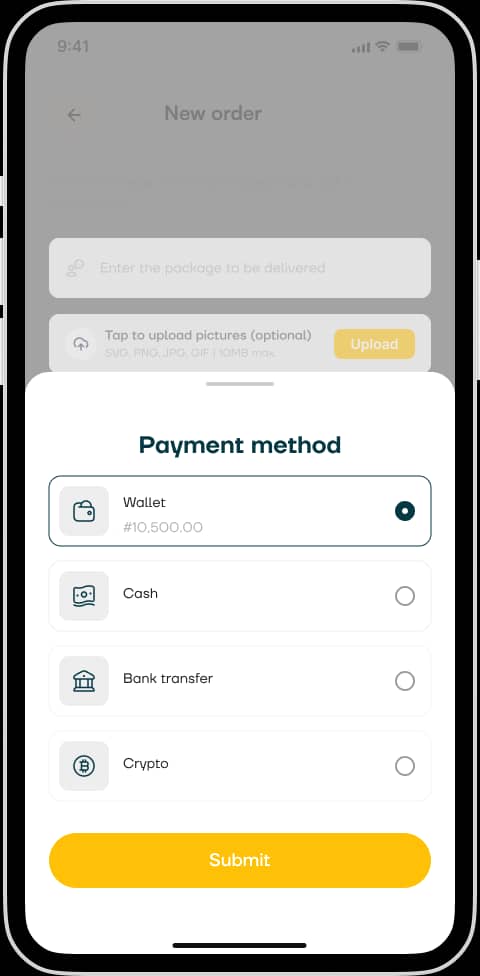 9:41
New order
Enter the package to be delivered
Tap to upload pictures (optional)
SVG, PNG, JPG, GIF | 10MB max
Upload
Payment method
Wallet
#10,500.00
Cash
Bank transfer
Crypto
Submit